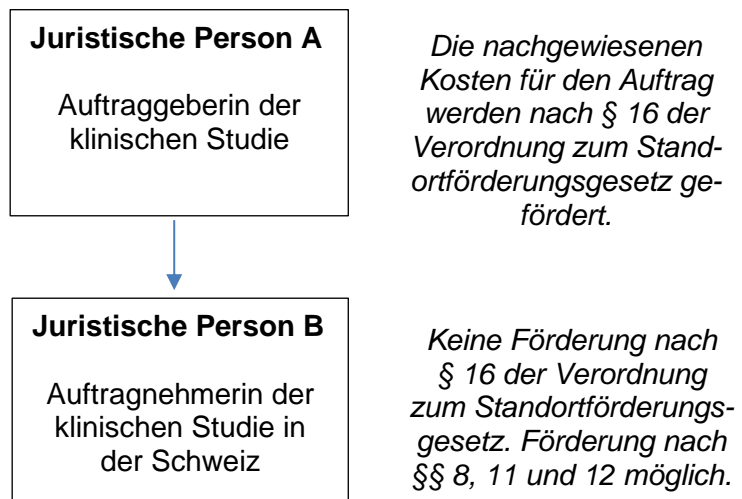 Juristische Person A
Auftraggeberin der
klinischen Studie
Die nachgewiesenen
Kosten für den Auftrag
werden nach § 16 der
Verordnung zum Stand-
ortförderungsgesetz ge-
fördert.
Juristische Person B
Auftragnehmerin der
klinischen Studie in
der Schweiz
Keine Förderung nach
§ 16 der Verordnung
zum Standortförderungs-
gesetz. Förderung nach
§§ 8, 11 und 12 möglich.